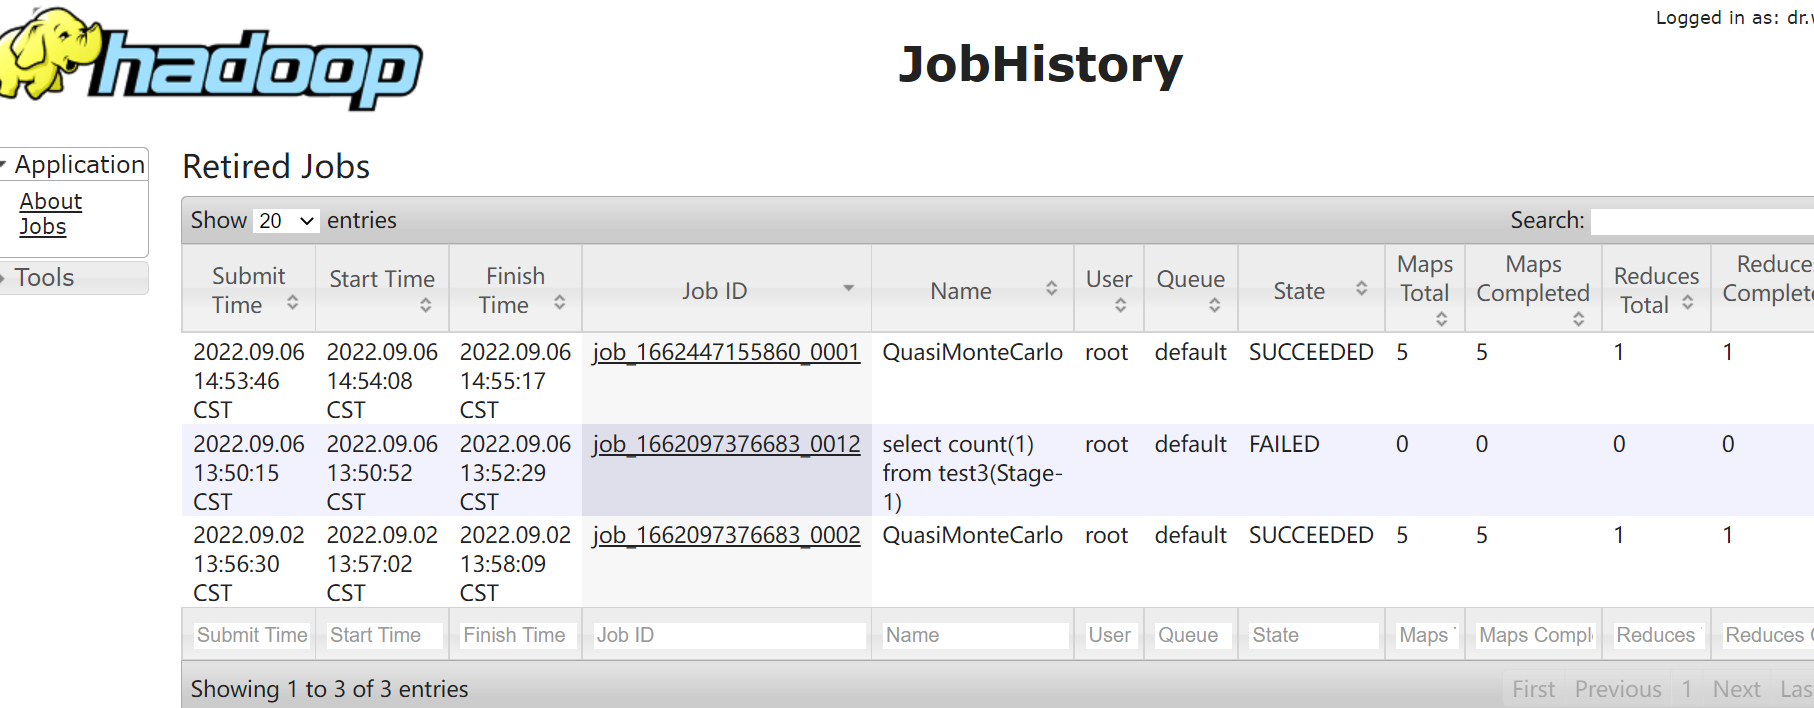 Logged in as: dr.
hadoop
JobHistory
Application
About
Jobs
Tools
Retired Jobs
Show 20 entries
Search:
Submit Time
Start Time
Finish Time
Job ID
Name
User
Queue
State
Maps Total
Maps Completed
Reduces Total
Reduces
2022.09.06 14:53:46 CST
2022.09.06 14:54:08 CST
2022.09.06 14:55:17 CST
job_1662447155860_0001
QuasiMonteCarlo
root
default
SUCCEEDED
5
5
1
1
2022.09.06 13:50:15 CST
2022.09.06 13:50:52 CST
2022.09.06 13:52:29 CST
job_1662097376683_0012
select count(1)
from test3(Stage-
1)
root
default
FAILED
0
0
0
0
2022.09.02 13:56:30 CST
2022.09.02 13:57:02 CST
2022.09.02 13:58:09 CST
job_1662097376683_0002
QuasiMonteCarlo
root
default
SUCCEEDED
5
5
1
1
Submit Time
Start Time
Finish Time
Job ID
Name
User
Queue
State
Maps
Maps Compl
Reduces
Reduces
Showing 1 to 3 of 3 entries
First Previous 1 Next Las